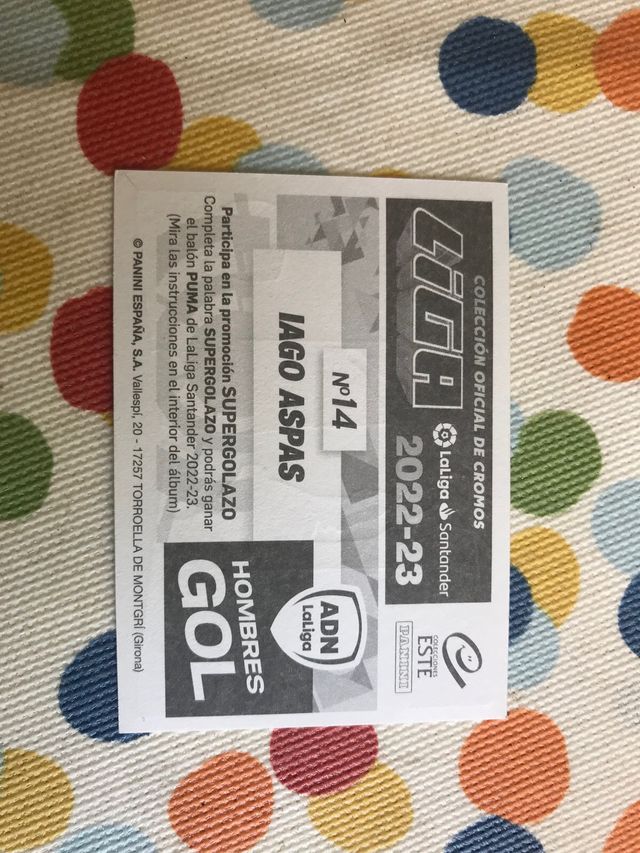 COLECCIÓN OFICIAL DE CROMOS
LiGA
LaLiga Santander
2022-23
COLECCIONES
ESTE
PANINI
Nº14
IAGO ASPAS
ADN
LaLiga
HOMBRES
GOL
Participa en la promoción SUPERGOLAZO
Completa la palabra SUPERGOLAZO y podrás ganar
el balón PUMA de LaLiga Santander 2022-23.
(Mira las instrucciones en el interior del álbum)
© PANINI ESPAÑA, S.A. Vallespí, 20 - 17257 TORROELLA DE MONTGRÍ (Girona)